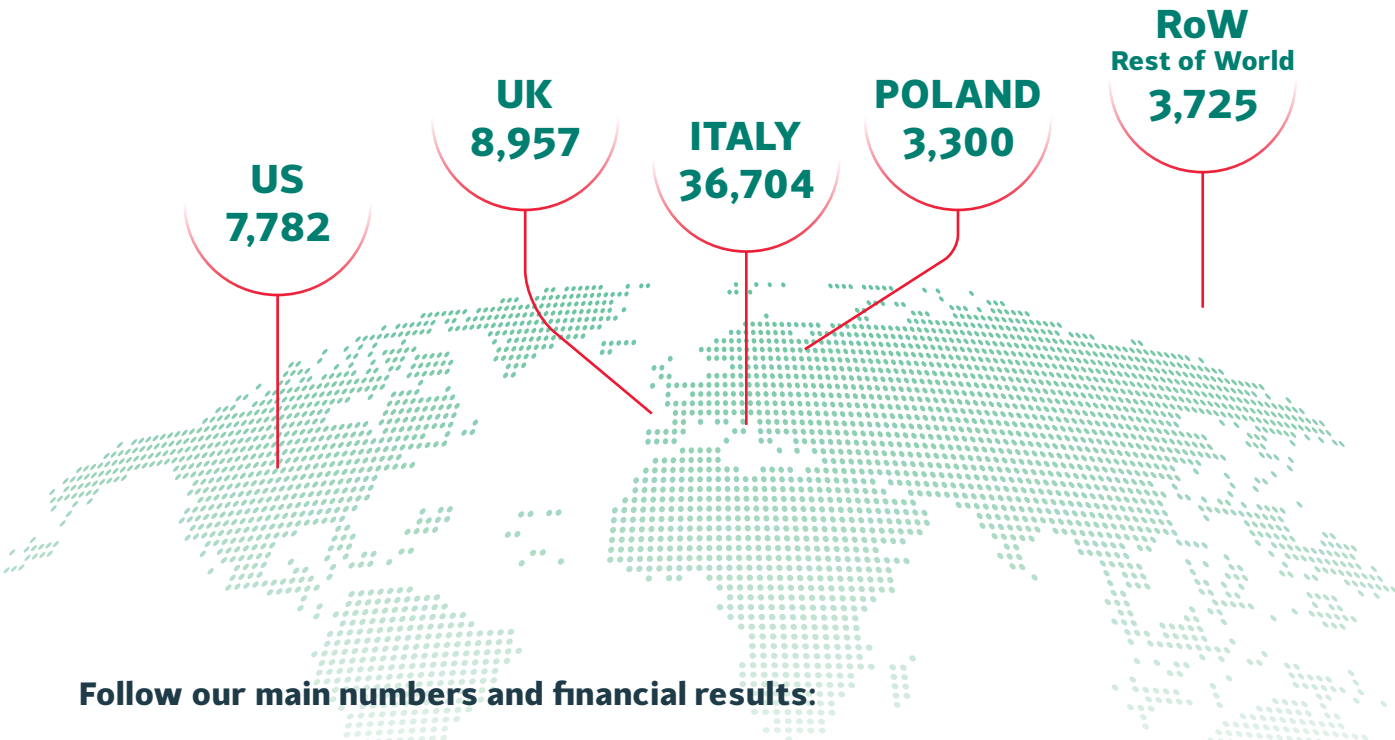 RoW
Rest of World
3,725
UK
8,957
POLAND
3,300
ITALY
36,704
US
7,782
Follow our main numbers and financial results: